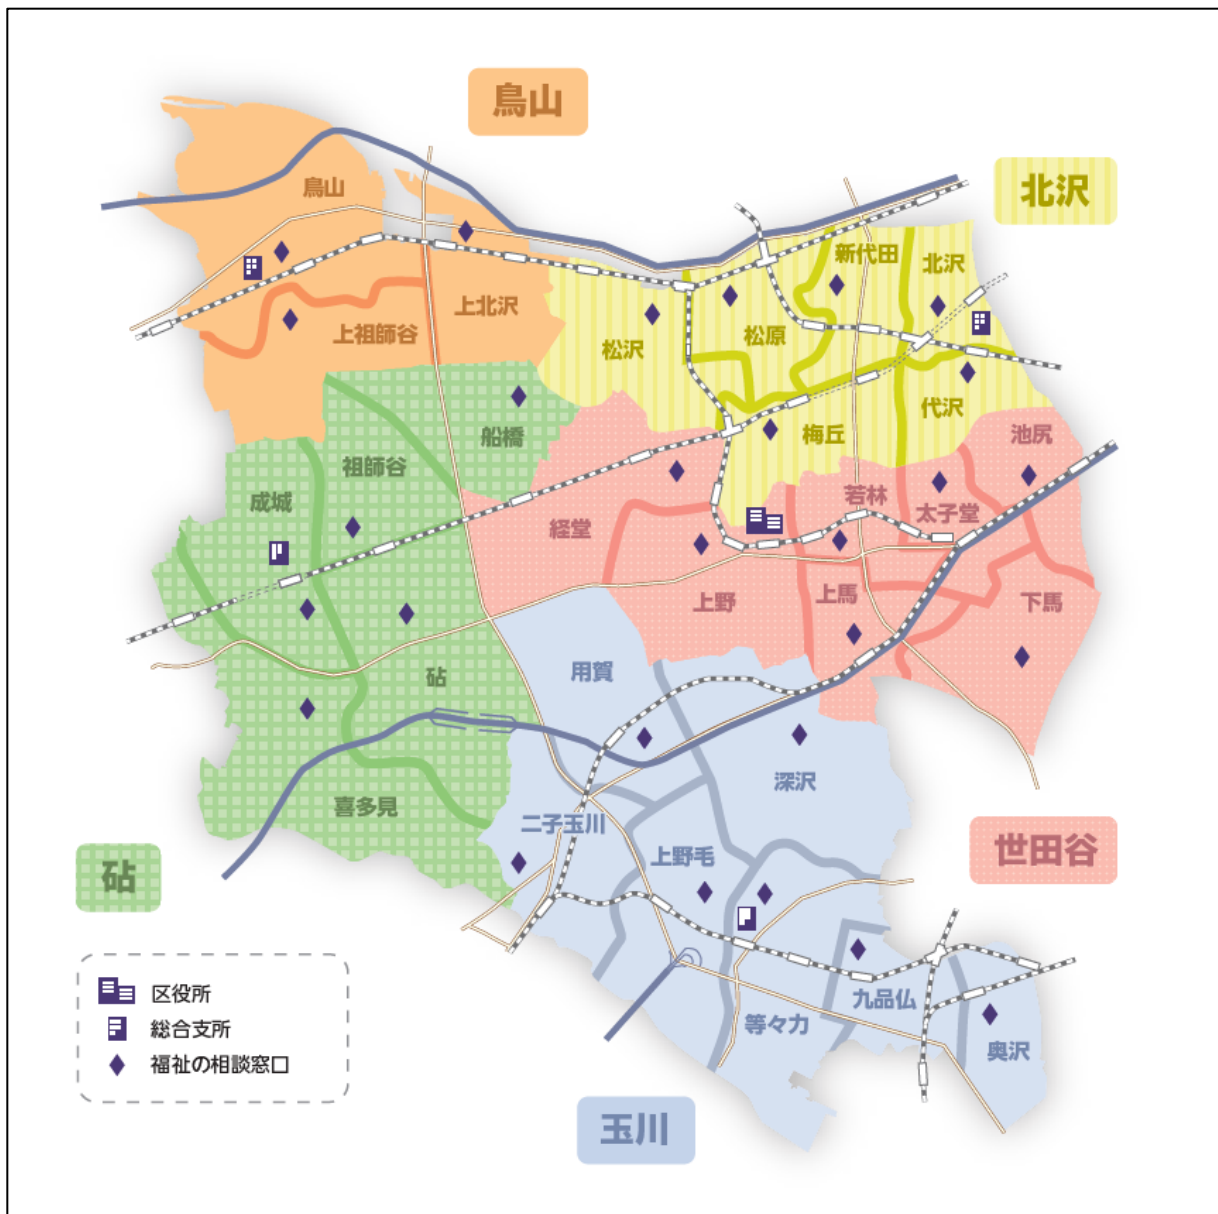 烏山
北沢
烏山
新代田
北沢
上北沢
上祖師谷
松沢
松原
代沢
船橋
梅丘
池尻
祖師谷
成城
若林
太子堂
経堂
上野
上馬
下馬
用賀
砧
深沢
喜多見
二子玉川
上野毛
世田谷
砧
区役所
九品仏
等々力
総合支所
奥沢
福祉の相談窓口
玉川